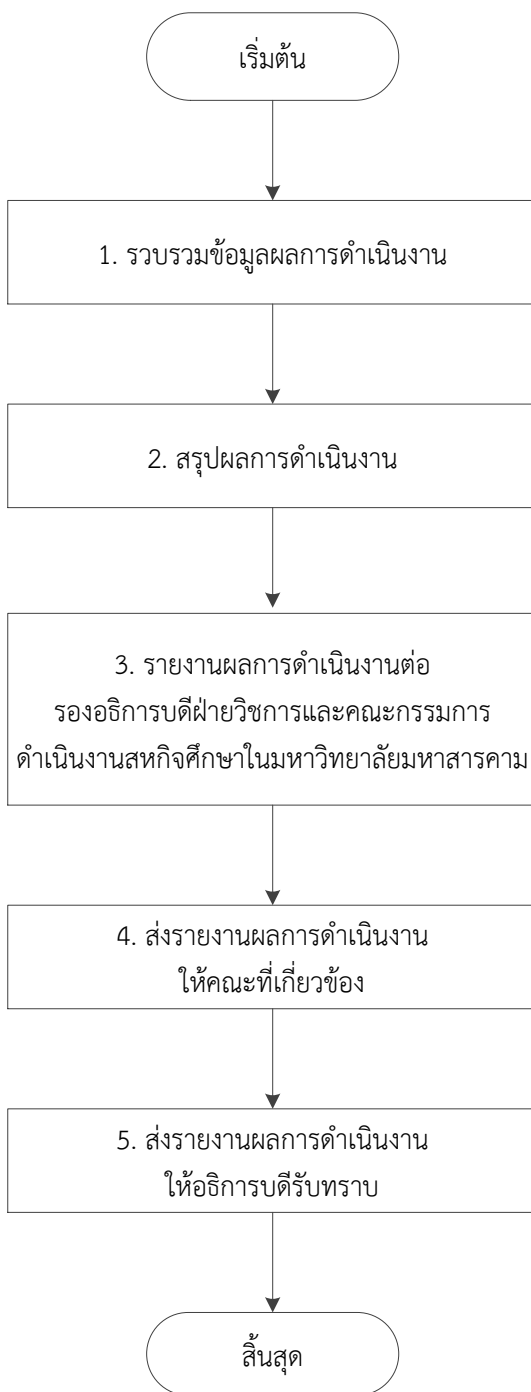 เริ่มต้น
1. รวบรวมข้อมูลผลการดำเนินงาน
2. สรุปผลการดำเนินงาน
3. รายงานผลการดำเนินงานต่อ
รองอธิการบดีฝ่ายวิชการและคณะกรรมการ
ดำเนินงานสหกิจศึกษาในมหาวิทยาลัยมหาสารคาม
4. ส่งรายงานผลการดำเนินงาน
ให้คณะที่เกี่ยวข้อง
5. ส่งรายงานผลการดำเนินงาน
ให้อธิการบดีรับทราบ
สิ้นสุด